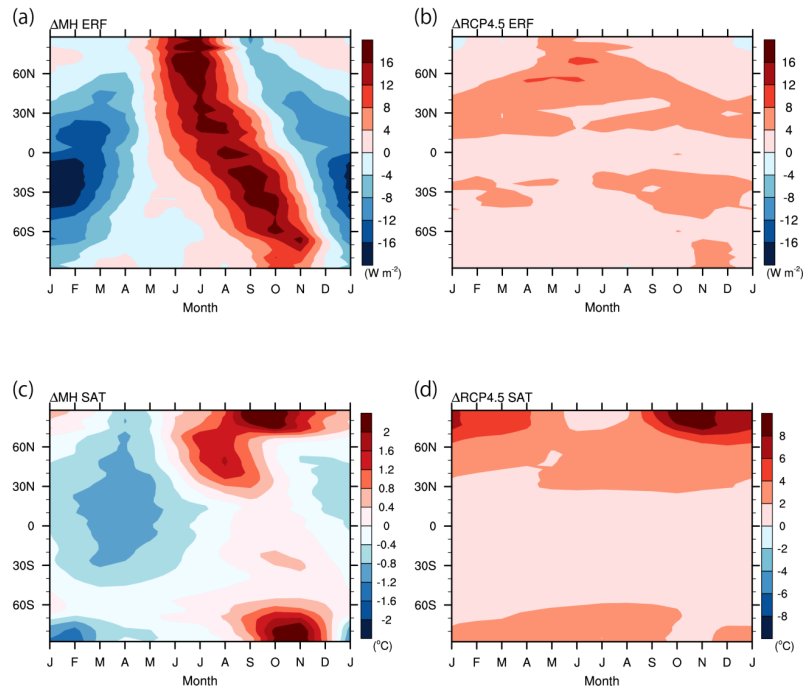 (a)
ΔMH ERF
60N
30N
0
30S
60S
J F M A M J J A S O N D J
Month
16
12
8
4
0
-4
-8
-12
-16
(W m⁻²)
(b)
ΔRCP4.5 ERF
60N
30N
0
30S
60S
J F M A M J J A S O N D J
Month
16
12
8
4
0
-4
-8
-12
-16
(W m⁻²)
(c)
ΔMH SAT
60N
30N
0
30S
60S
J F M A M J J A S O N D J
Month
2
1.6
1.2
0.8
0.4
0
-0.4
-0.8
-1.2
-1.6
-2
(°C)
(d)
ΔRCP4.5 SAT
60N
30N
0
30S
60S
J F M A M J J A S O N D J
Month
8
6
4
2
0
-2
-4
-6
-8
(°C)